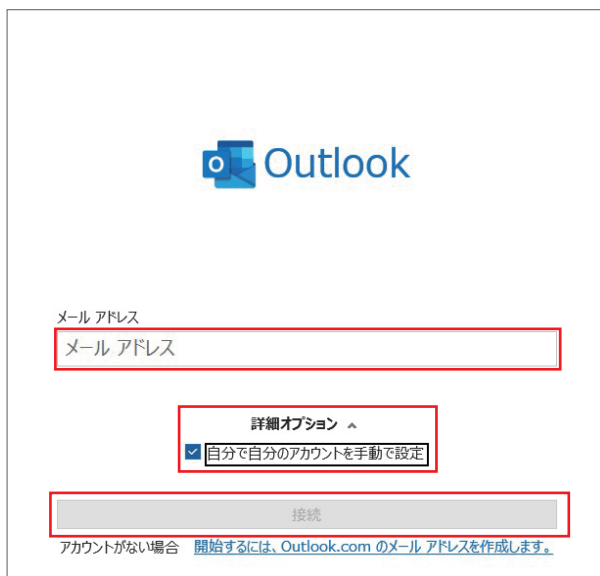 Outlook
メール アドレス
メール アドレス
詳細オプション ^
自分で自分のアカウントを手動で設定
接続
アカウントがない場合 開始するには、Outlook.com のメール アドレスを作成します。